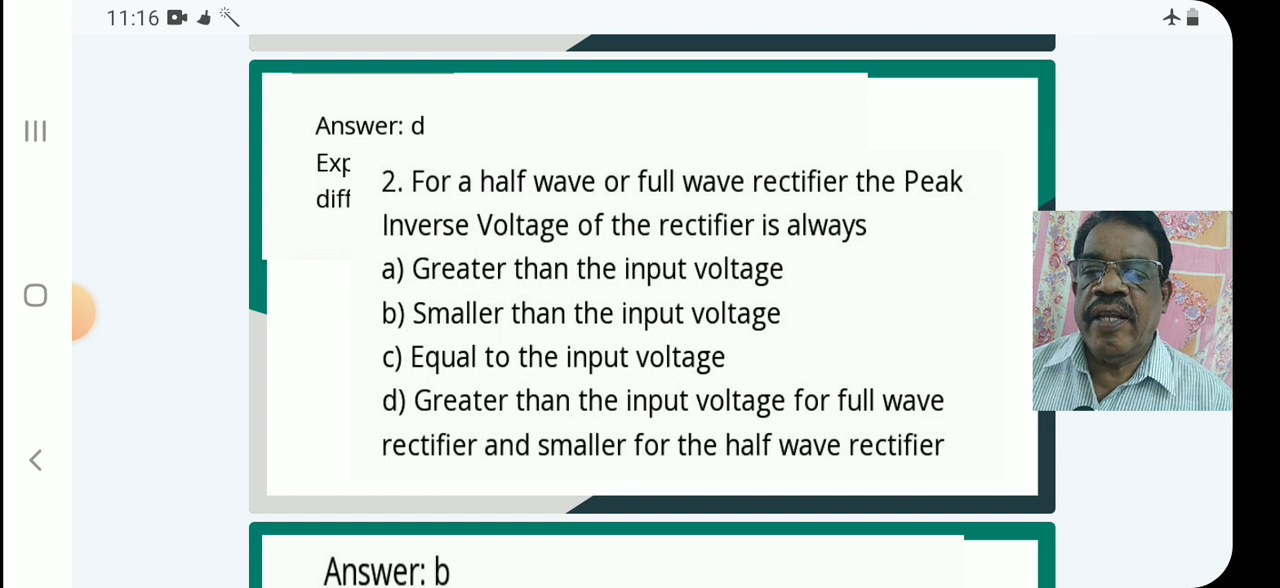 11:16
Answer: d
Exp
diff
2. For a half wave or full wave rectifier the Peak
Inverse Voltage of the rectifier is always
a) Greater than the input voltage
b) Smaller than the input voltage
c) Equal to the input voltage
d) Greater than the input voltage for full wave
rectifier and smaller for the half wave rectifier
Answer: b